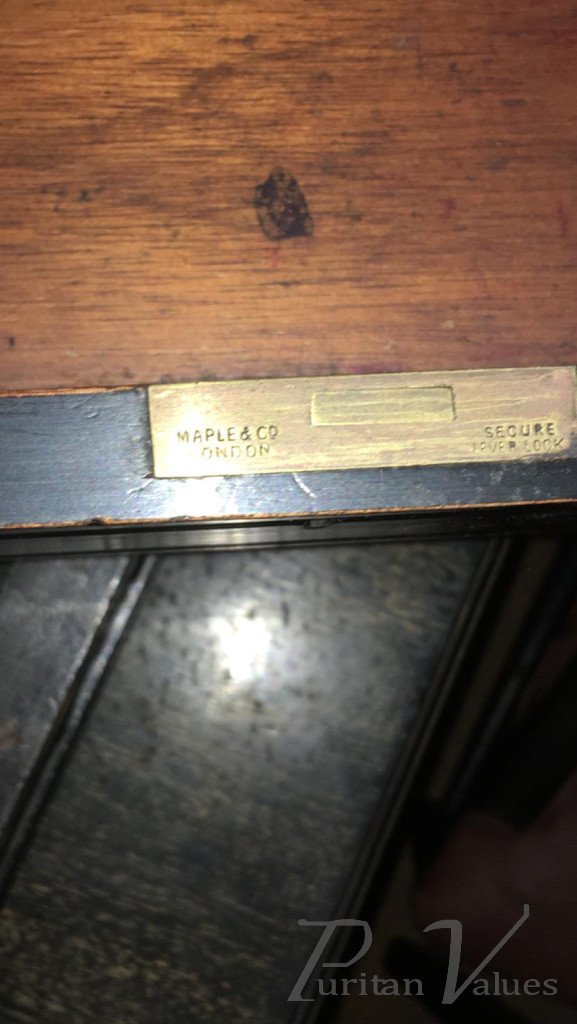 MAPLE & CO
LONDON
SECURE
LEVER LOCK
Puritan Values